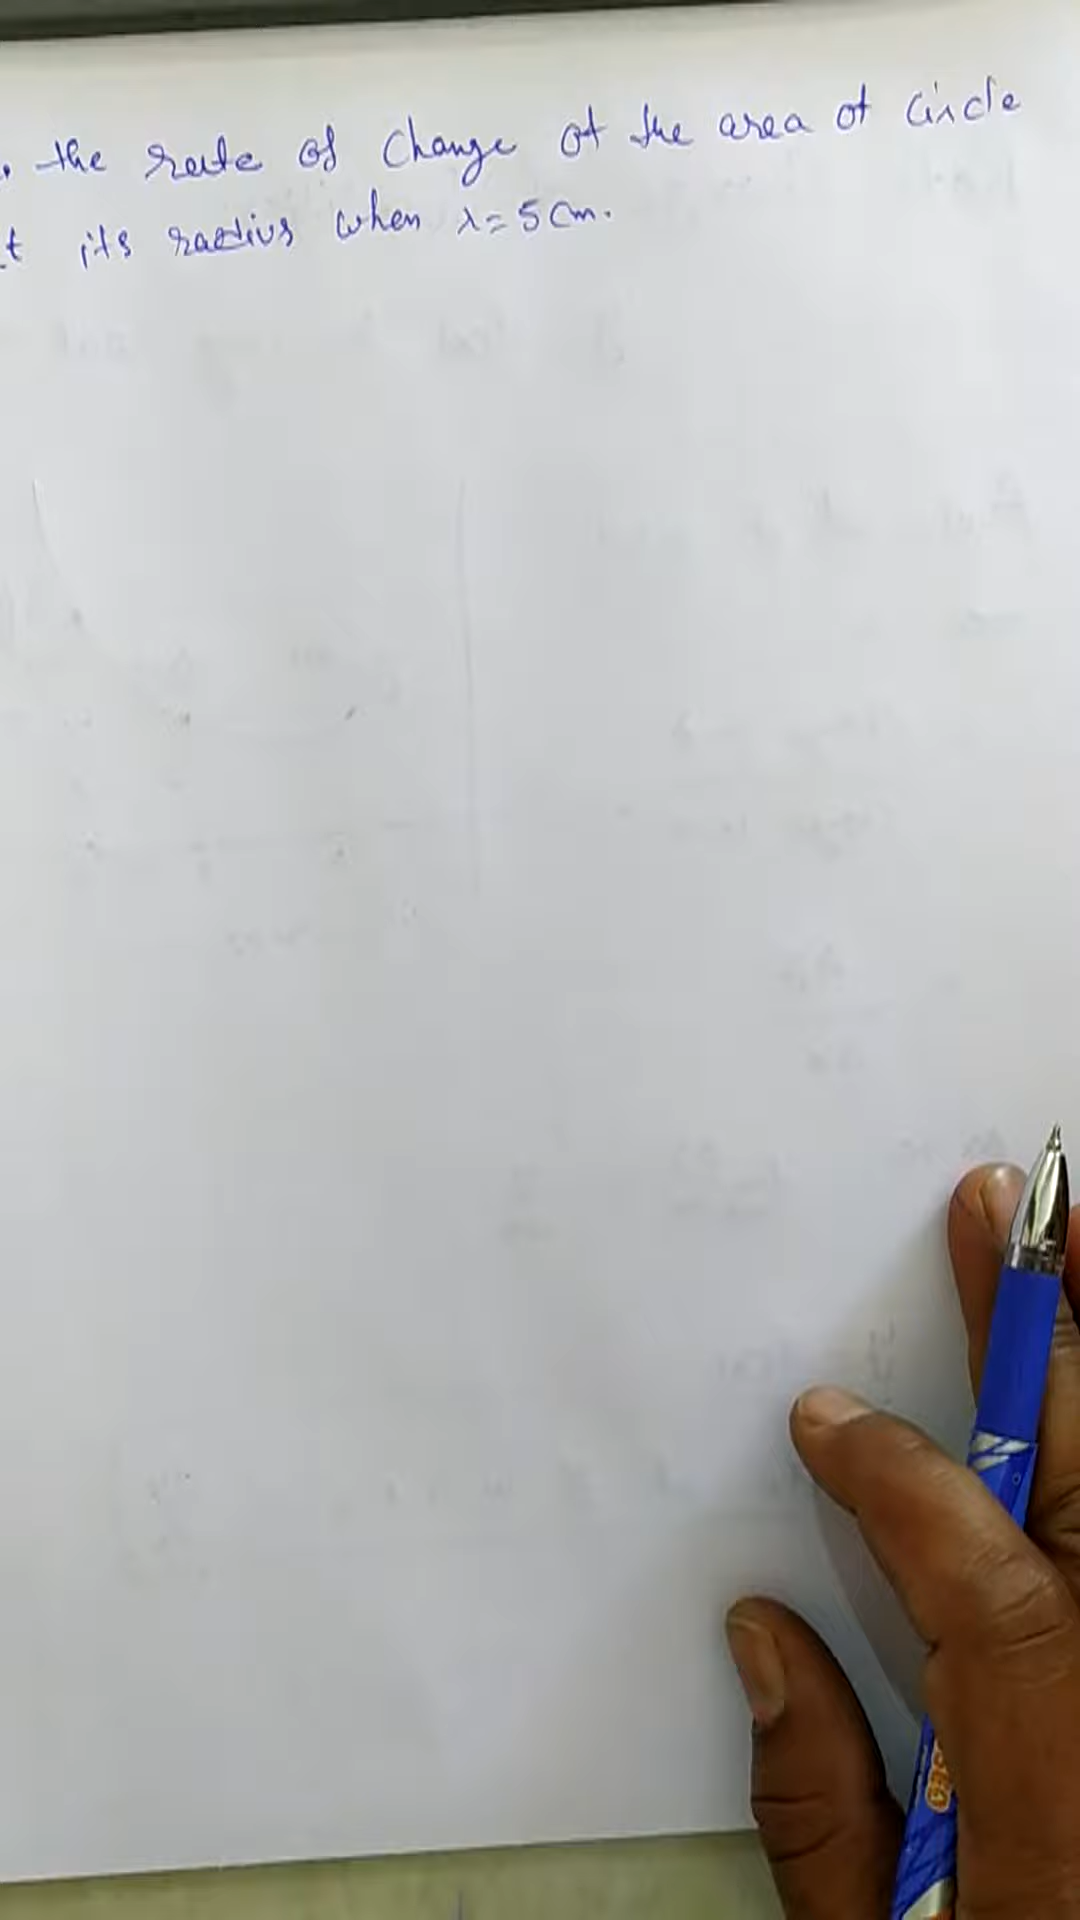 the rate of change of the area of circle
its radius when r=5cm.